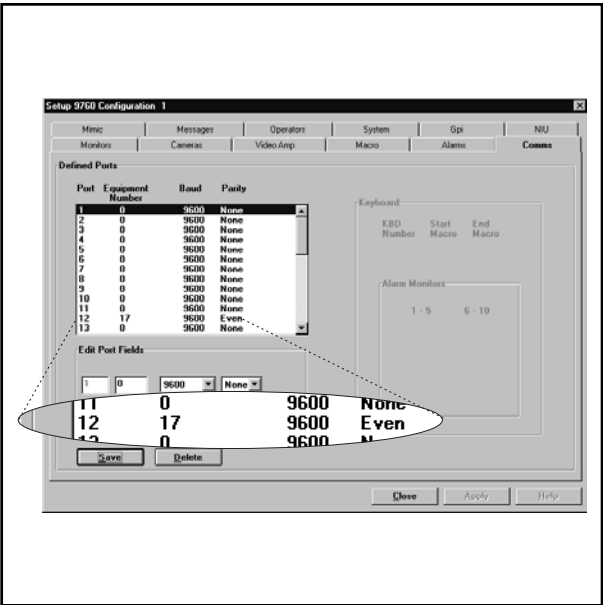 Setup 9760 Configuration 1
Mimic Messages Operators System Gpi NIU
Monitors Cameras Video Amp Macro Alarms Comms
Defined Ports
Port Equipment Number Baud Parity
1 0 9600 None
2 0 9600 None
3 0 9600 None
4 0 9600 None
5 0 9600 None
6 0 9600 None
7 0 9600 None
8 0 9600 None
9 0 9600 None
10 0 9600 None
11 0 9600 None
12 17 9600 Even
13 0 9600 None
Keyboard
KBD Number Start Macro End Macro
Alarm Monitors
1 - 5 6 - 10
Edit Port Fields
1 0 9600 None
11 0 9600 None
12 17 9600 Even
0 9600
Save Delete
Close Apply Help